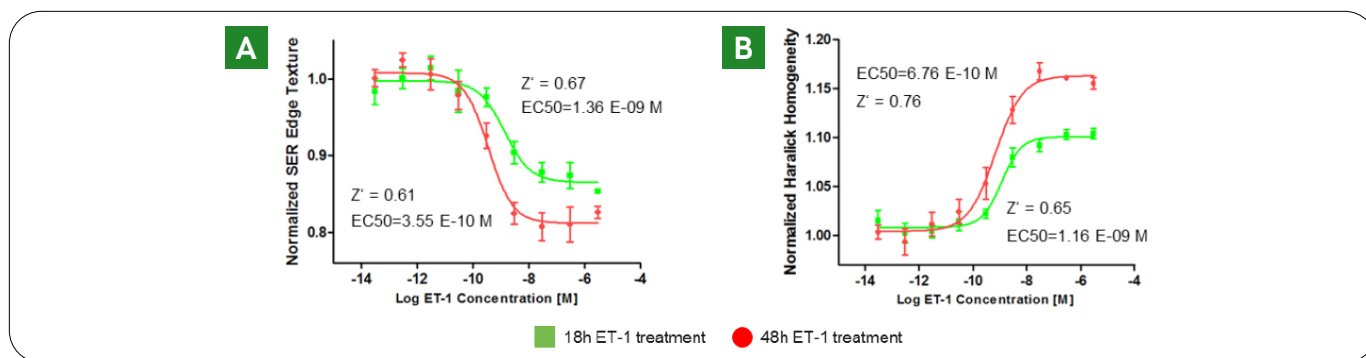 A
Normalized SER Edge Texture
1.0
0.9
0.8
Z' = 0.67
EC50=1.36 E-09 M
Z' = 0.61
EC50=3.55 E-10 M
-14 -12 -10 -8 -6 -4
Log ET-1 Concentration [M]
B
Normalized Haralick Homogeneity
1.20
1.15
1.10
1.05
1.00
EC50=6.76 E-10 M
Z' = 0.76
Z' = 0.65
EC50=1.16 E-09 M
-14 -12 -10 -8 -6 -4
Log ET-1 Concentration [M]
18h ET-1 treatment
48h ET-1 treatment